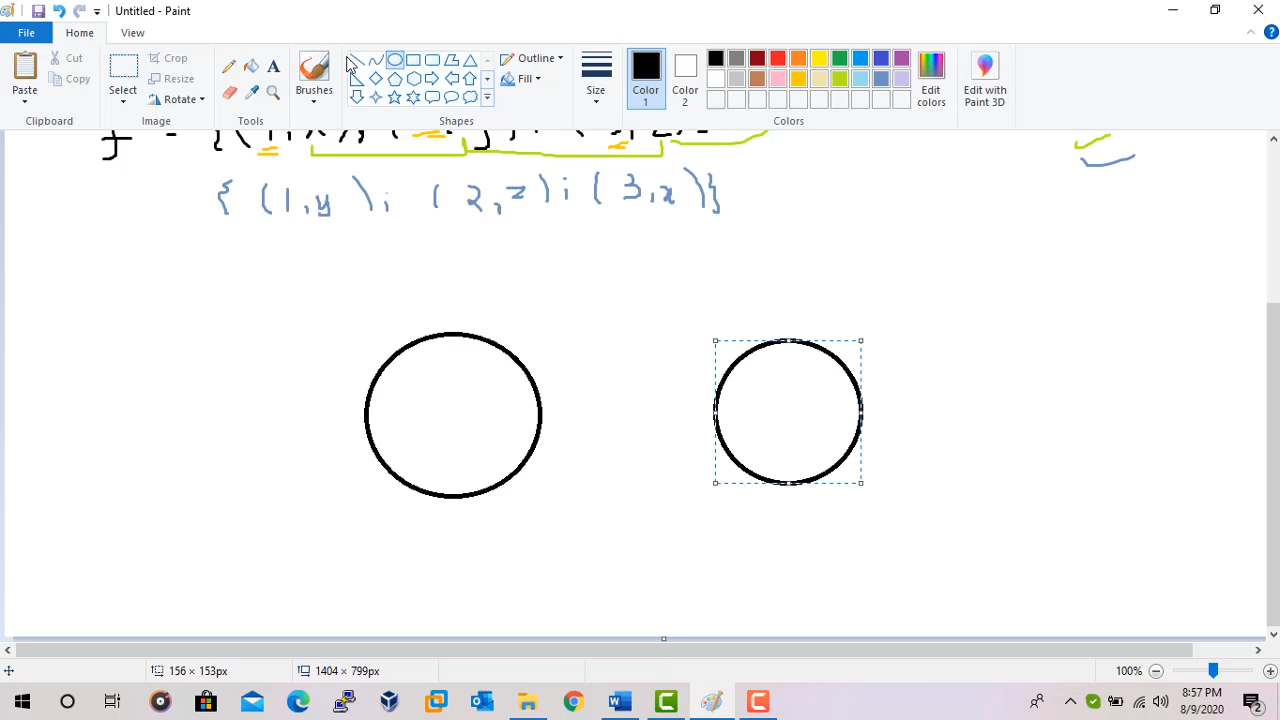 Untitled - Paint
File Home View
Paste
Cut
Copy
Clipboard
Select
Crop
Resize
Rotate
Image
A
Tools
Brushes
Outline
Fill
Shapes
Size
Color 1
Color 2
Edit colors
Edit with Paint 3D
Colors
{ (1,y); (2,z); (3,x)}
156 × 153px
1404 × 799px
100%
8:57 PM
8/9/2020
2